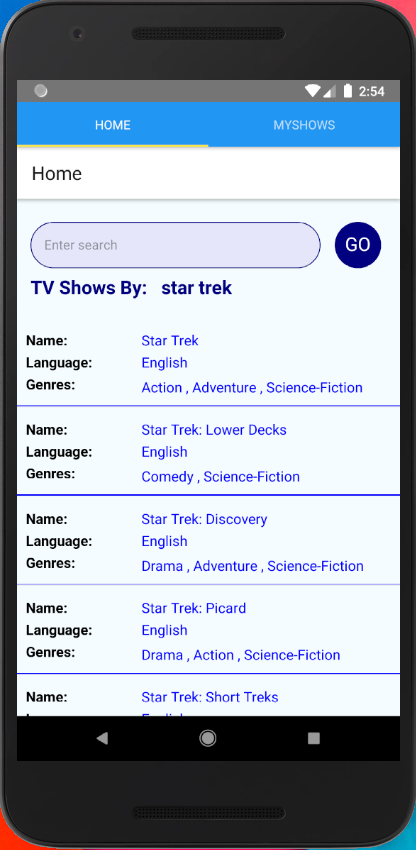 2:54
HOME MYSHOWS
Home
Enter search GO
TV Shows By: star trek
Name: Star Trek
Language: English
Genres: Action , Adventure , Science-Fiction
Name: Star Trek: Lower Decks
Language: English
Genres: Comedy , Science-Fiction
Name: Star Trek: Discovery
Language: English
Genres: Drama , Adventure , Science-Fiction
Name: Star Trek: Picard
Language: English
Genres: Drama , Action , Science-Fiction
Name: Star Trek: Short Treks